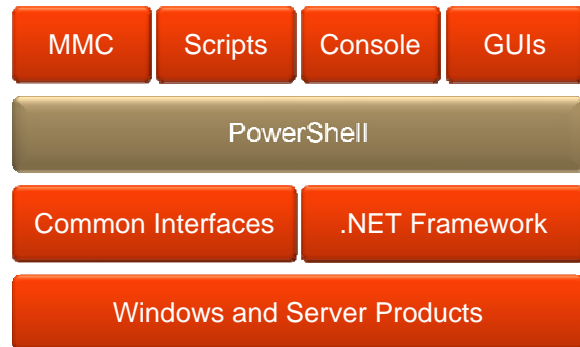 MMC
Scripts
Console
GUIs
PowerShell
Common Interfaces
.NET Framework
Windows and Server Products